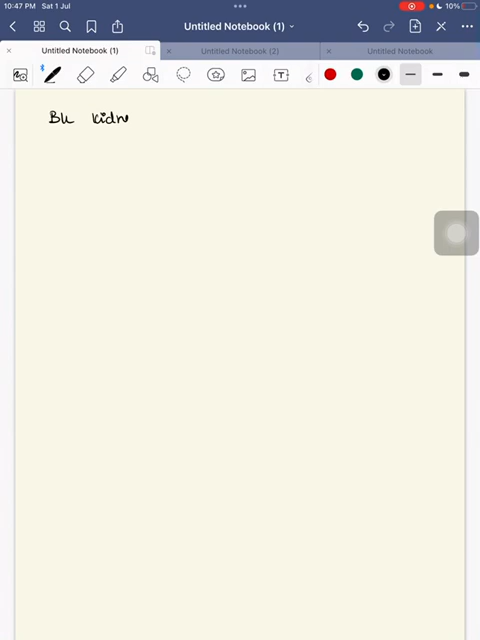 10:47 PM Sat 1 Jul 10%
Untitled Notebook (1)
Untitled Notebook (1) Untitled Notebook (2) Untitled Notebook
T
kidn